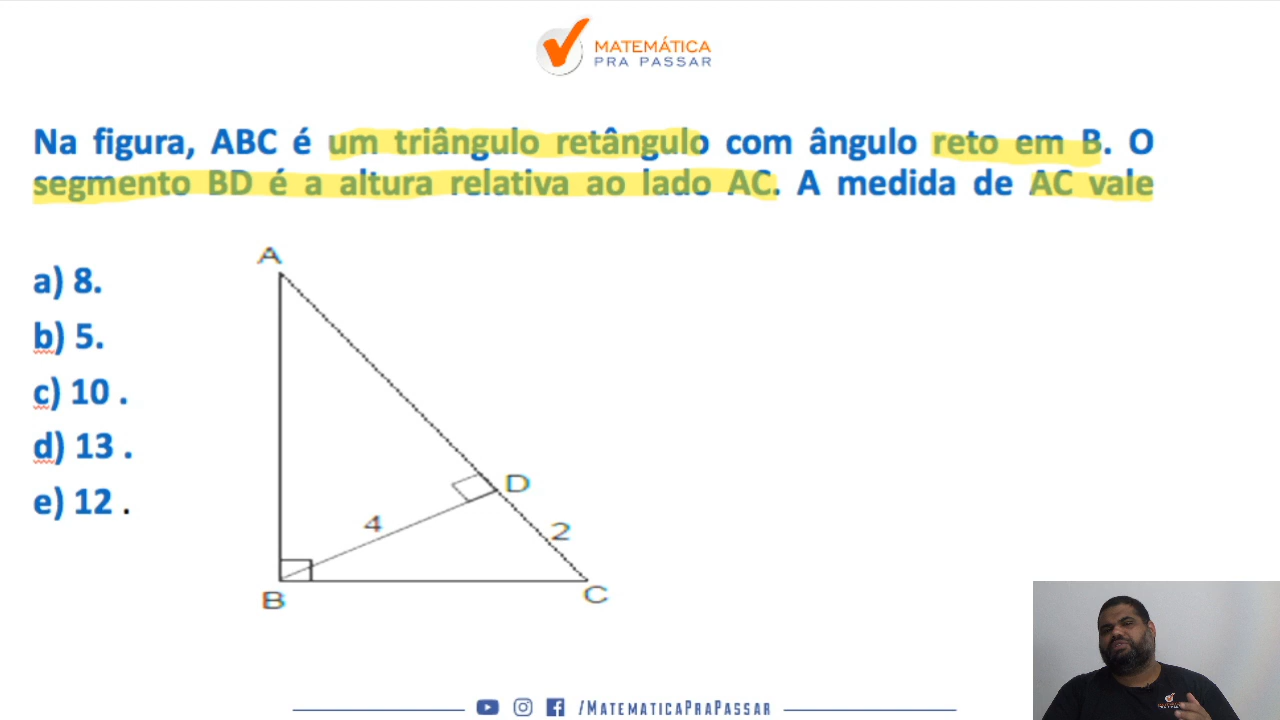 MATEMÁTICA
PRA PASSAR
Na figura, ABC é um triângulo retângulo com ângulo reto em B. O
segmento BD é a altura relativa ao lado AC. A medida de AC vale
a) 8.
b) 5.
c) 10 .
d) 13 .
e) 12 .
A
D
4
2
B
C
/MATEMATICAPRAPASSAR